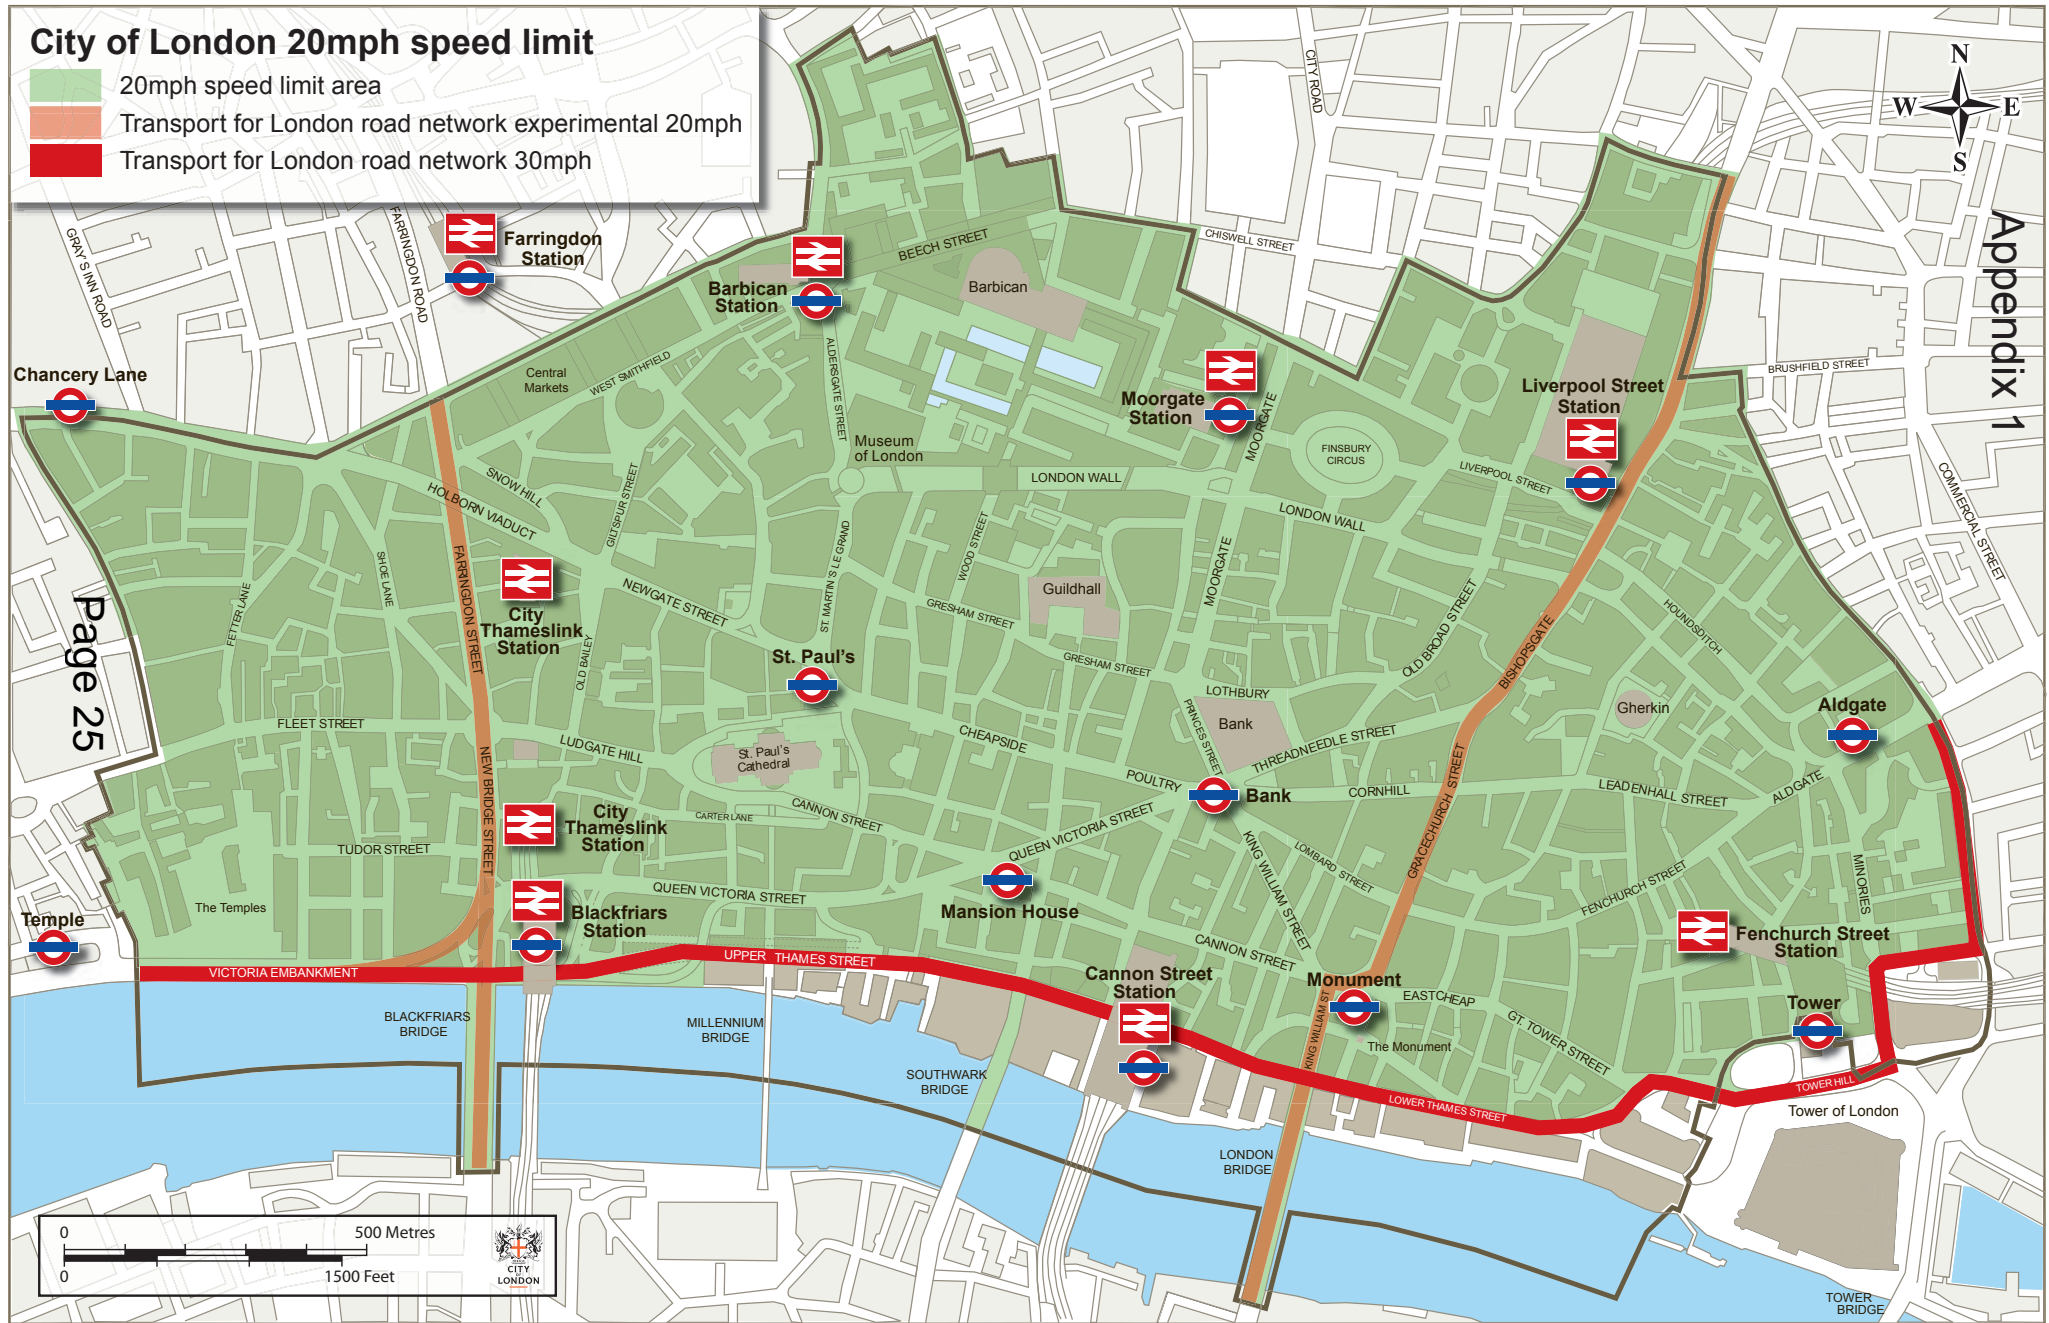 City of London 20mph speed limit
20mph speed limit area
Transport for London road network experimental 20mph
Transport for London road network 30mph
N
W
E
S
Appendix 1
Page 25
CITY ROAD
GRAY'S INN ROAD
FARRINGDON ROAD
Farringdon
Station
CHISWELL STREET
BEECH STREET
Barbican
Station
Barbican
BRUSHFIELD STREET
Chancery Lane
Central
Markets
WEST SMITHFIELD
ALDERSGATE STREET
Moorgate
Station
MOORGATE
Liverpool Street
Station
Museum
of London
FINSBURY
CIRCUS
LIVERPOOL STREET
COMMERCIAL STREET
SNOW HILL
HOLBORN VIADUCT
GILTSPUR STREET
LONDON WALL
LONDON WALL
WOOD STREET
MOORGATE
SHOE LANE
FETTER LANE
FARRINGDON STREET
City
Thameslink
Station
NEWGATE STREET
ST. MARTIN'S LE GRAND
GRESHAM STREET
Guildhall
GRESHAM STREET
OLD BROAD STREET
BISHOPSGATE
HOUNDSDITCH
OLD BAILEY
St. Paul's
LOTHBURY
Bank
PRINCES STREET
THREADNEEDLE STREET
Gherkin
Aldgate
FLEET STREET
LUDGATE HILL
St. Paul's
Cathedral
CHEAPSIDE
POULTRY
Bank
CORNHILL
LEADENHALL STREET
ALDGATE
NEW BRIDGE STREET
City
Thameslink
Station
CARTER LANE
CANNON STREET
QUEEN VICTORIA STREET
KING WILLIAM STREET
LOMBARD STREET
GRACECHURCH STREET
FENCHURCH STREET
MINORIES
TUDOR STREET
The Temples
Temple
QUEEN VICTORIA STREET
Mansion House
Blackfriars
Station
CANNON STREET
Fenchurch Street
Station
VICTORIA EMBANKMENT
UPPER THAMES STREET
Cannon Street
Station
Monument
EASTCHEAP
GT. TOWER STREET
Tower
KING WILLIAM ST
The Monument
BLACKFRIARS
BRIDGE
MILLENNIUM
BRIDGE
SOUTHWARK
BRIDGE
LOWER THAMES STREET
TOWER HILL
Tower of London
LONDON
BRIDGE
TOWER
BRIDGE
0
500 Metres
0
1500 Feet
CITY
OF
LONDON